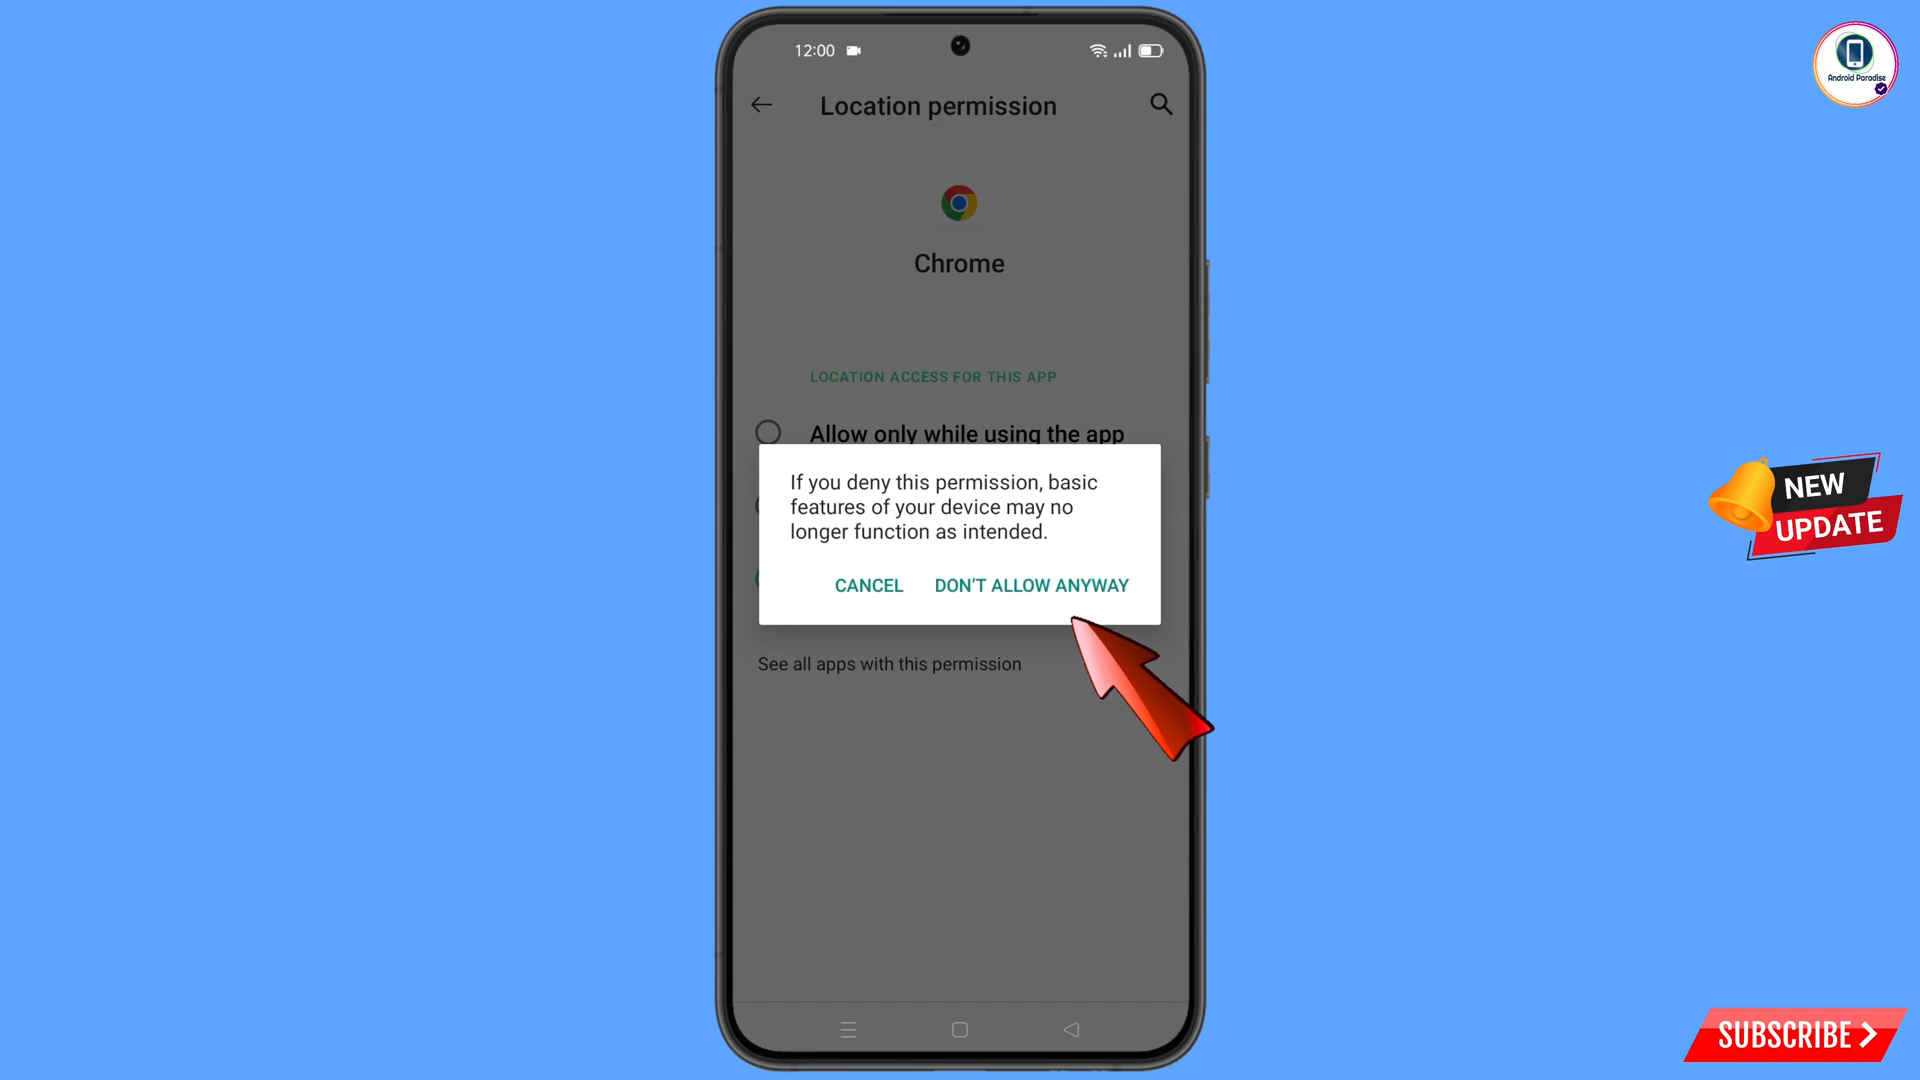 12:00
Android Paradise
Location permission
Chrome
LOCATION ACCESS FOR THIS APP
Allow only while using the app
If you deny this permission, basic
features of your device may no
longer function as intended.
CANCEL DON'T ALLOW ANYWAY
See all apps with this permission
NEW
UPDATE
SUBSCRIBE